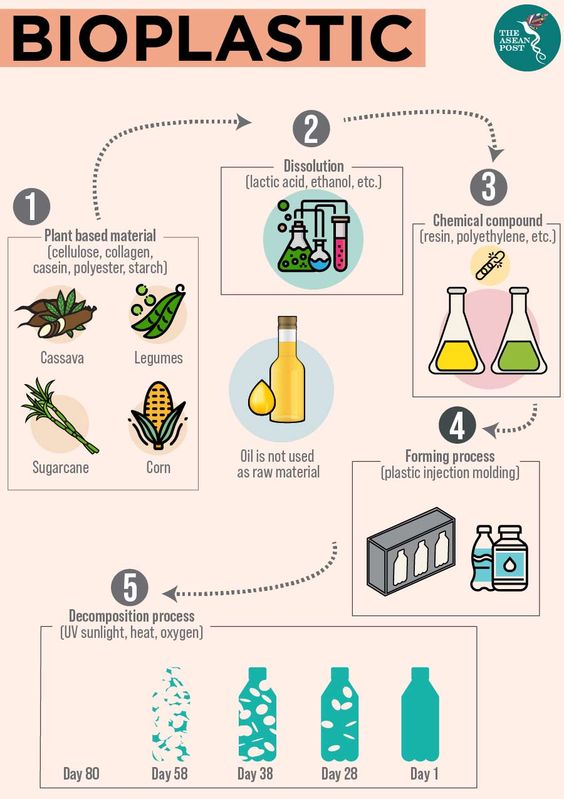 BIOPLASTIC
THE
ASEAN
POST
1
Plant based material
(cellulose, collagen,
casein, polyester, starch)
Cassava
Legumes
Sugarcane
Corn
2
Dissolution
(lactic acid, ethanol, etc.)
Oil is not used
as raw material
3
Chemical compound
(resin, polyethylene, etc.)
4
Forming process
(plastic injection molding)
5
Decomposition process
(UV sunlight, heat, oxygen)
Day 80
Day 58
Day 38
Day 28
Day 1